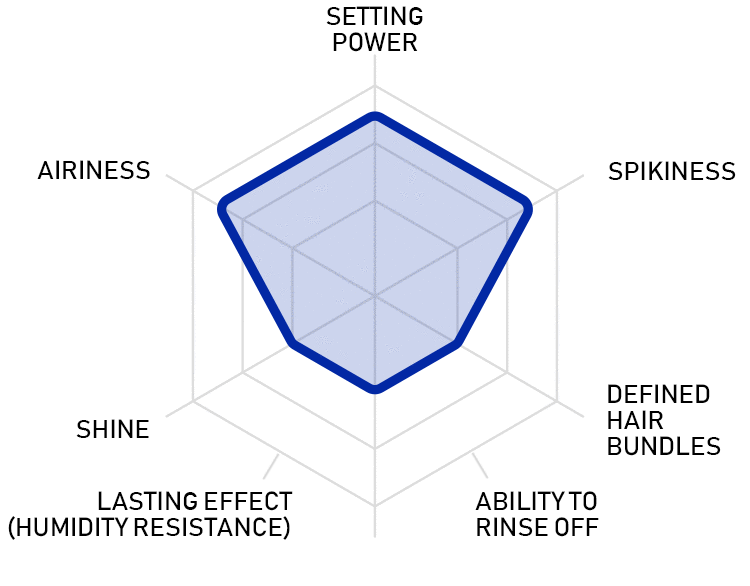 SETTING
POWER
AIRINESS
SPIKINESS
SHINE
DEFINED
HAIR
BUNDLES
LASTING EFFECT
(HUMIDITY RESISTANCE)
ABILITY TO
RINSE OFF